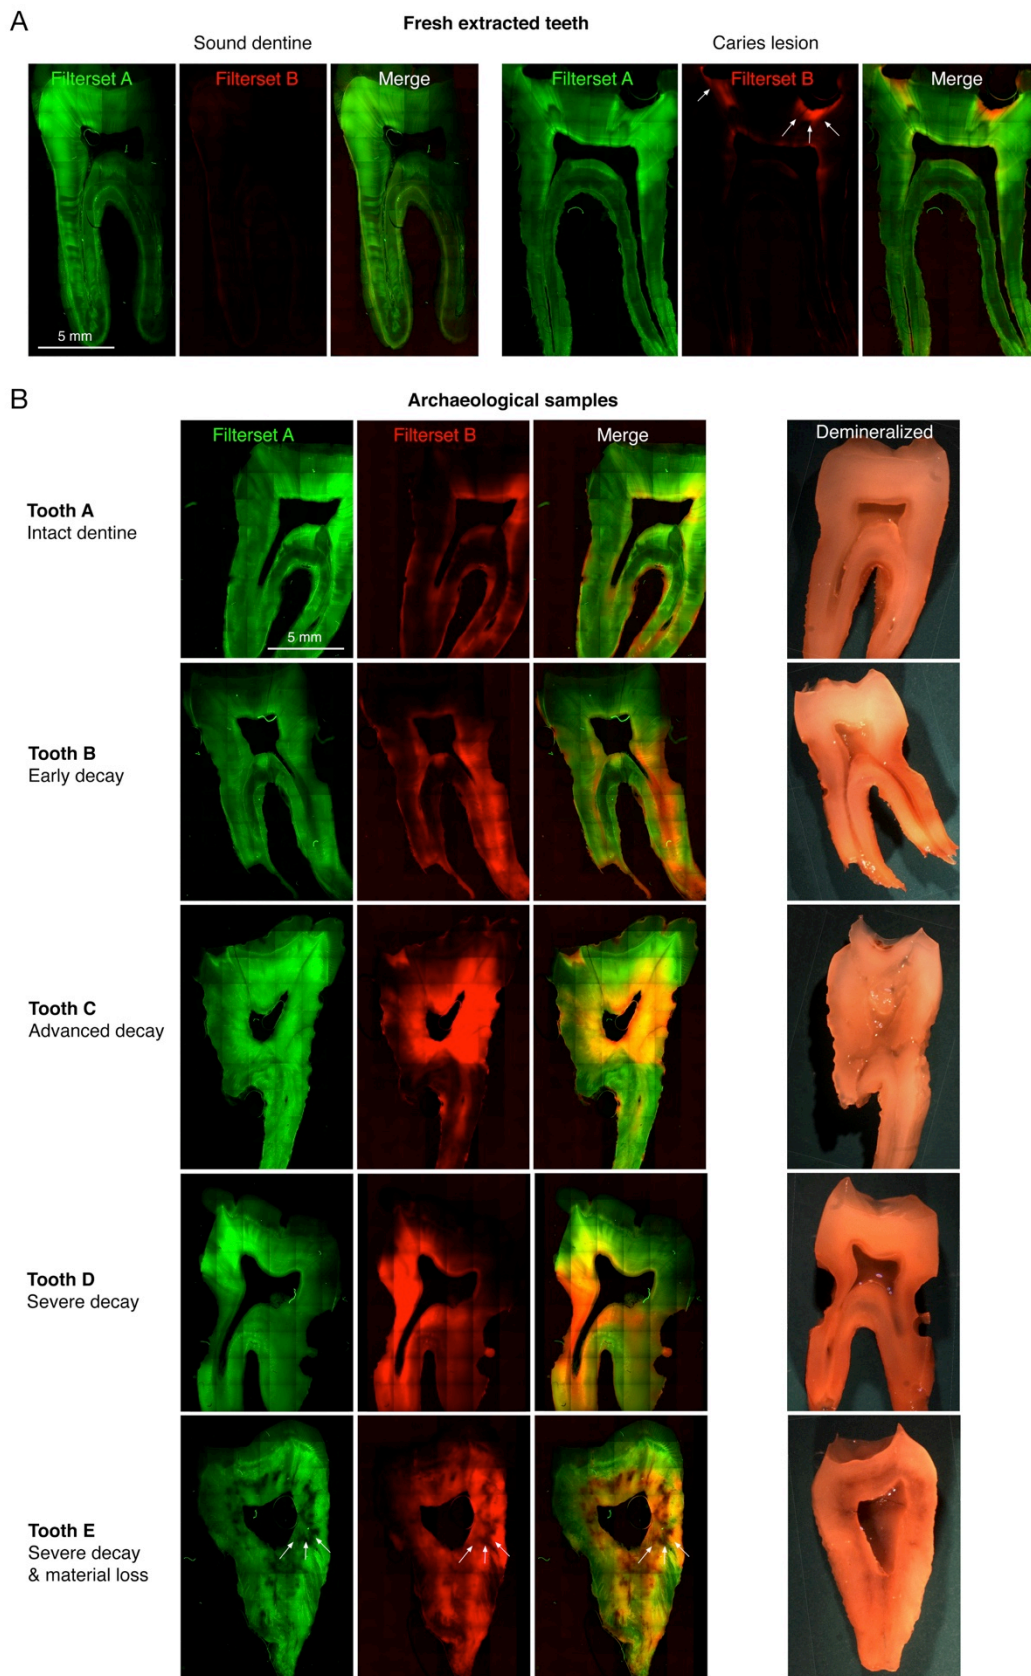 A
Fresh extracted teeth
Sound dentine
Caries lesion
Filterset A
Filterset B
Merge
Filterset A
Filterset B
Merge
5 mm
B
Archaeological samples
Filterset A
Filterset B
Merge
Demineralized
Tooth A
Intact dentine
5 mm
Tooth B
Early decay
Tooth C
Advanced decay
Tooth D
Severe decay
Tooth E
Severe decay
& material loss